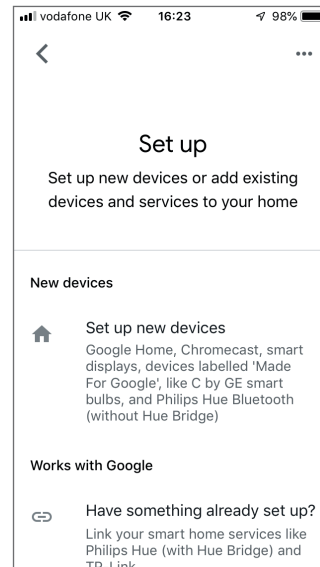 vodafone UK 16:23 98%
Set up
Set up new devices or add existing
devices and services to your home
New devices
Set up new devices
Google Home, Chromecast, smart
displays, devices labelled 'Made
For Google', like C by GE smart
bulbs, and Philips Hue Bluetooth
(without Hue Bridge)
Works with Google
Have something already set up?
Link your smart home services like
Philips Hue (with Hue Bridge) and
TP-Link